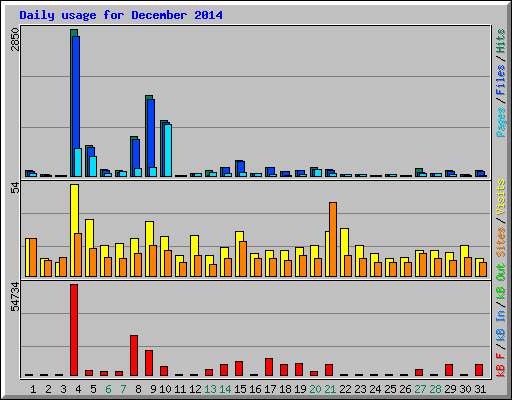 Daily usage for December 2014
2850
Pages / Files / Hits
54
Sites / Visits
54734
kB F / kB In / kB Out
1 2 3 4 5 6 7 8 9 10 11 12 13 14 15 16 17 18 19 20 21 22 23 24 25 26 27 28 29 30 31